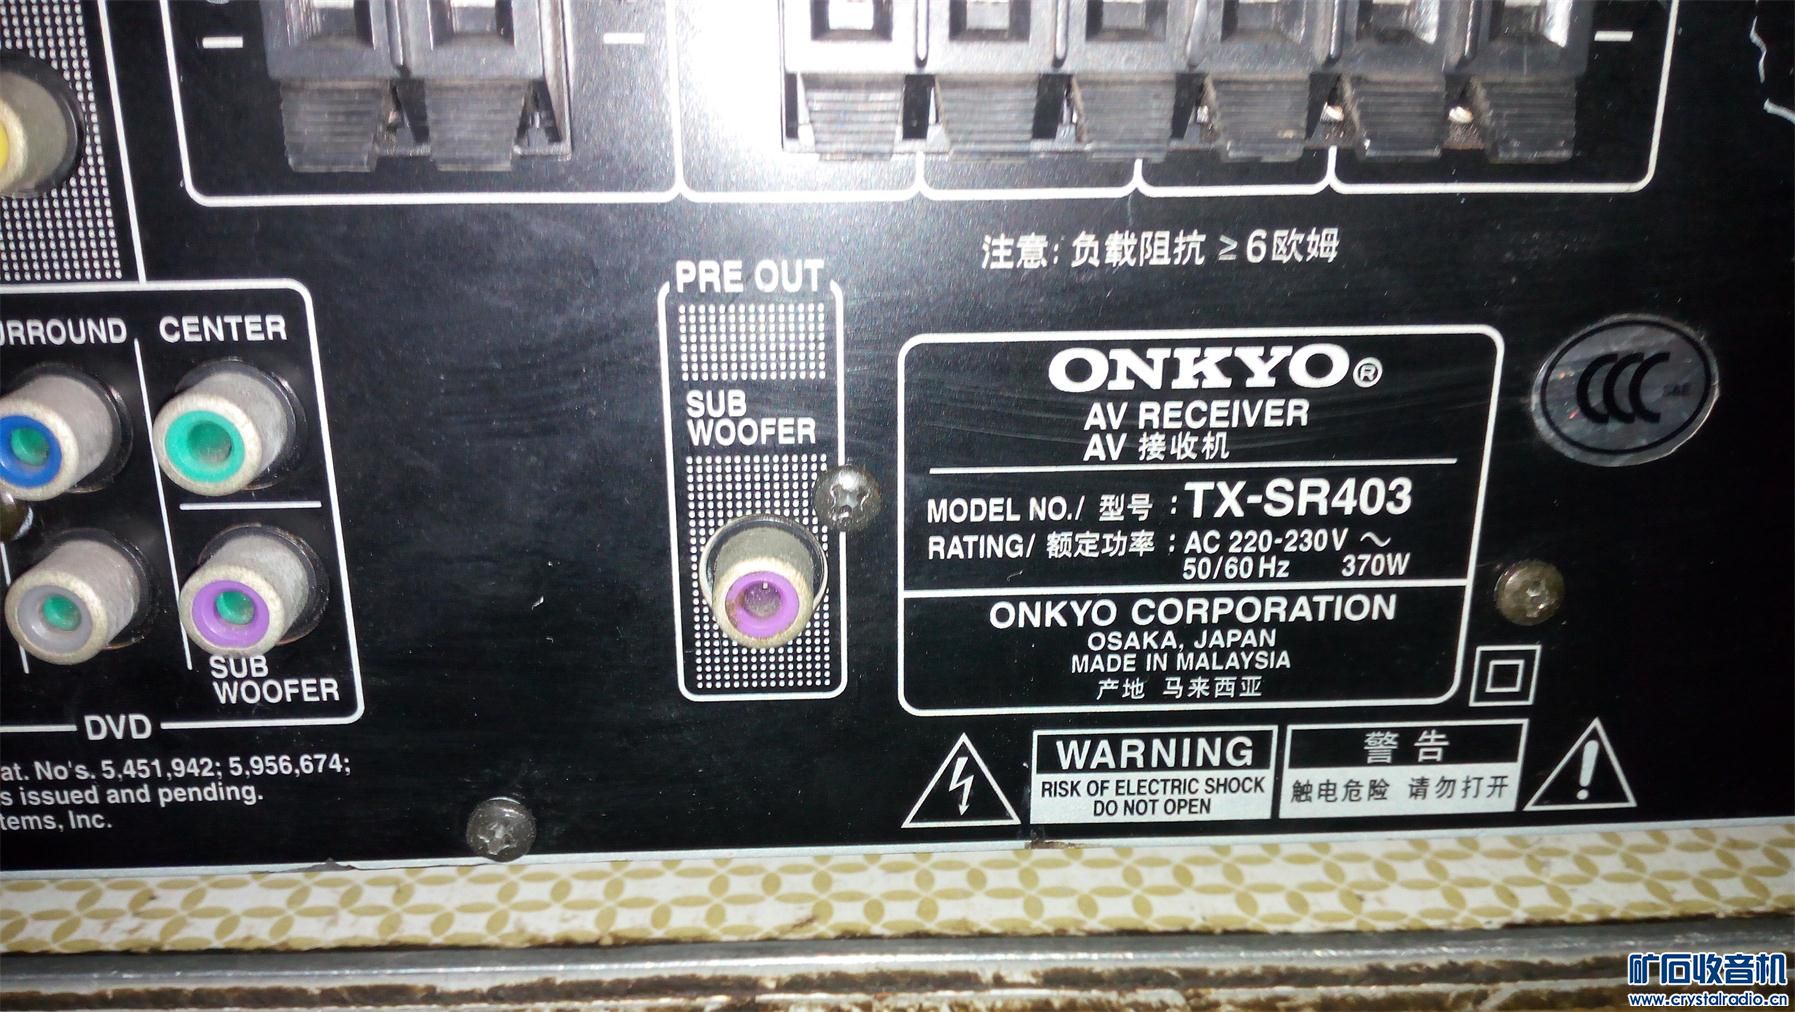 注意: 负载阻抗 ≥ 6欧姆
PRE OUT
SUB
WOOFER
CENTER
SUB
WOOFER
DVD
at. No's. 5,451,942; 5,956,674;
s issued and pending.
tems, Inc.
ONKYO®
AV RECEIVER
AV 接收机
MODEL NO./ 型号 : TX-SR403
RATING/ 额定功率 : AC 220-230V ~
50/60 Hz 370W
ONKYO CORPORATION
OSAKA, JAPAN
MADE IN MALAYSIA
产地 马来西亚
CCC
WARNING
RISK OF ELECTRIC SHOCK
DO NOT OPEN
警告
触电危险 请勿打开
矿石收音机
www.crystalradio.cn